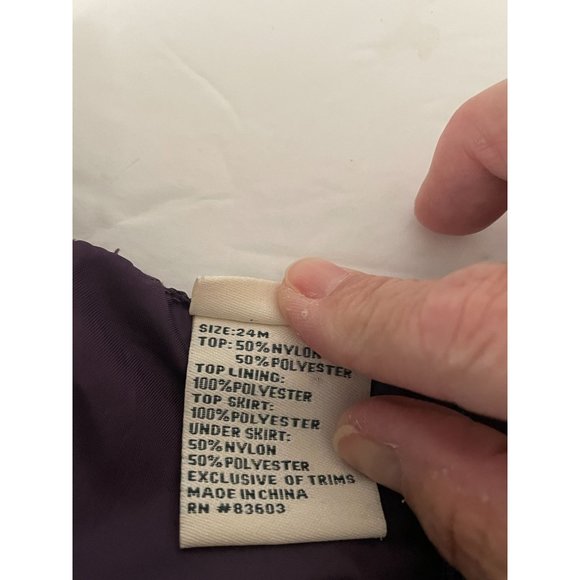 SIZE:24M
TOP: 50%NYLON
50%POLYESTER
TOP LINING:
100%POLYESTER
TOP SKIRT:
100%POLYESTER
UNDER SKIRT:
50%NYLON
50%POLYESTER
EXCLUSIVE OF TRIMS
MADE IN CHINA
RN #83603